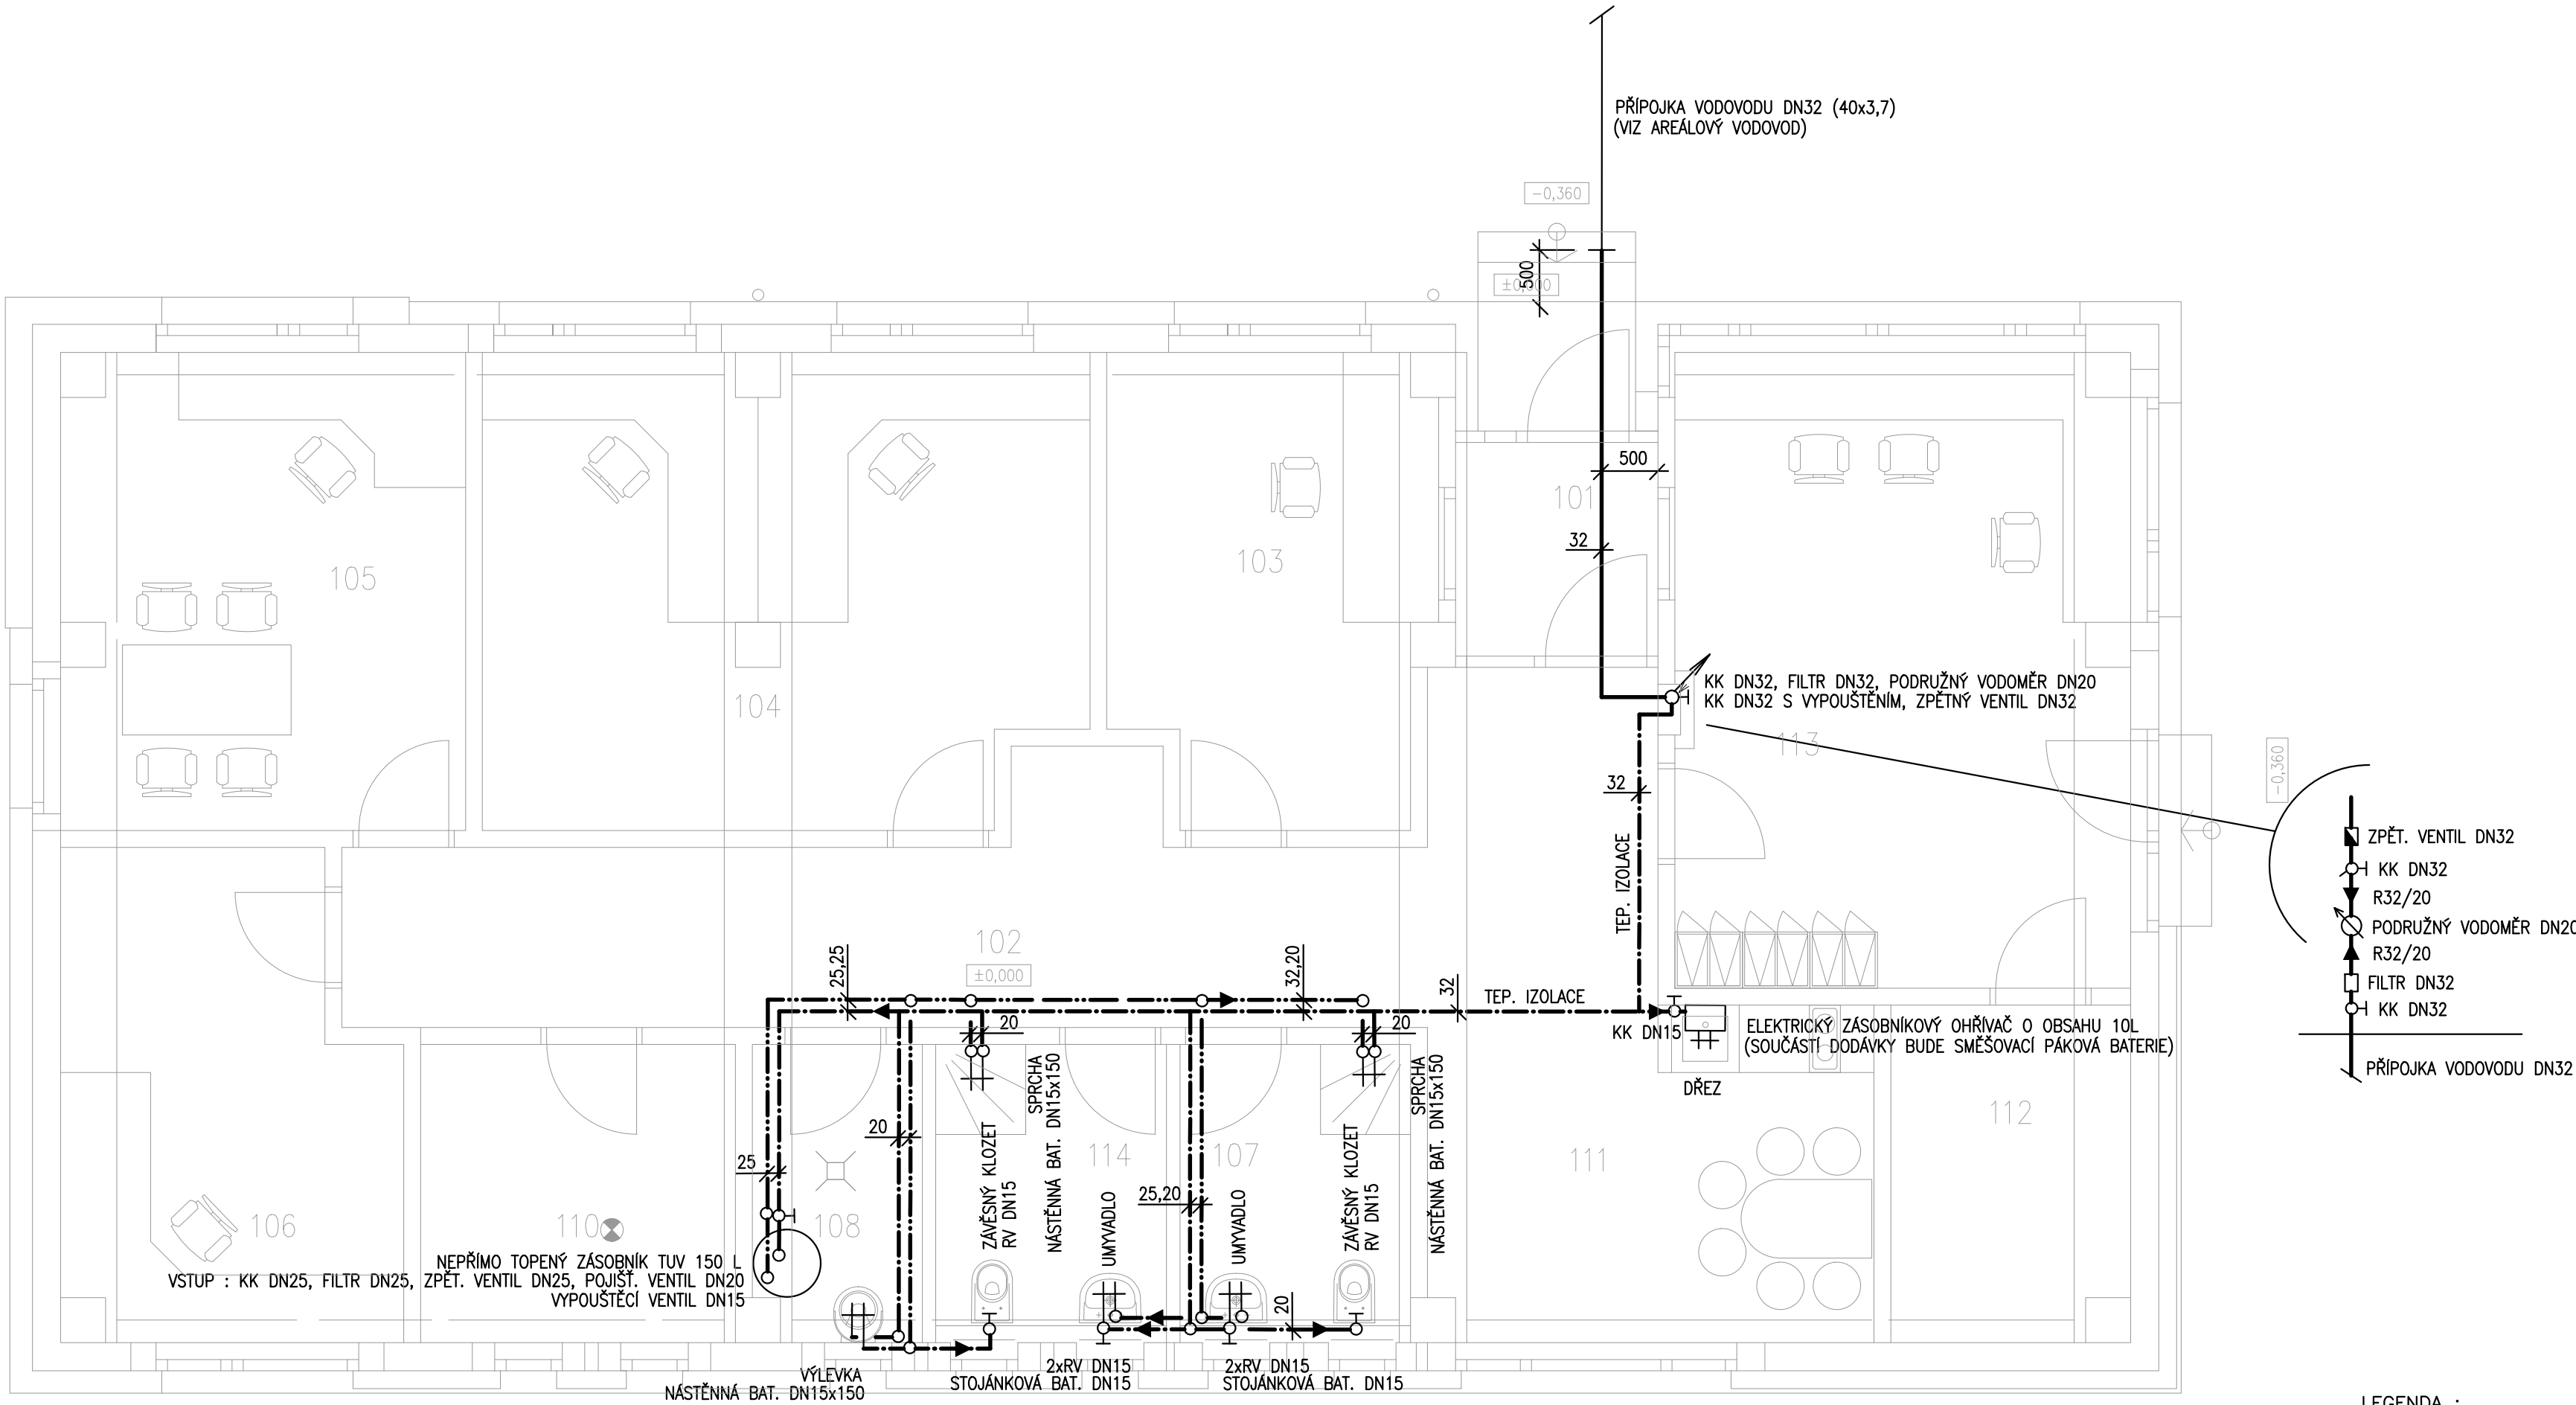 PŘÍPOJKA VODOVODU DN32 (40x3,7)
(VIZ AREÁLOVÝ VODOVOD)
-0,360
500
±0,000
500
101
32
103
105
104
KK DN32, FILTR DN32, PODRUŽNÝ VODOMĚR DN20
KK DN32 S VYPOUŠTĚNÍM, ZPĚTNÝ VENTIL DN32
113
-0,360
32
TEP. IZOLACE
ZPĚT. VENTIL DN32
KK DN32
R32/20
PODRUŽNÝ VODOMĚR DN20
R32/20
FILTR DN32
KK DN32
PŘÍPOJKA VODOVODU DN32
102
±0,000
25,25
32,20
32
TEP. IZOLACE
20
20
KK DN15
ELEKTRICKÝ ZÁSOBNÍKOVÝ OHŘÍVAČ O OBSAHU 10L
(SOUČÁSTÍ DODÁVKY BUDE SMĚŠOVACÍ PÁKOVÁ BATERIE)
DŘEZ
SPRCHA
NÁSTĚNNÁ BAT. DN15x150
SPRCHA
NÁSTĚNNÁ BAT. DN15x150
20
25
25,20
114
107
111
112
ZÁVĚSNÝ KLOZET
RV DN15
UMYVADLO
UMYVADLO
ZÁVĚSNÝ KLOZET
RV DN15
106
110
108
NEPŘÍMO TOPENÝ ZÁSOBNÍK TUV 150 L
VSTUP : KK DN25, FILTR DN25, ZPĚT. VENTIL DN25, POJIŠŤ. VENTIL DN20
VYPOUŠTĚCÍ VENTIL DN15
20
VÝLEVKA
NÁSTĚNNÁ BAT. DN15x150
2xRV DN15
STOJÁNKOVÁ BAT. DN15
2xRV DN15
STOJÁNKOVÁ BAT. DN15
LEGENDA :